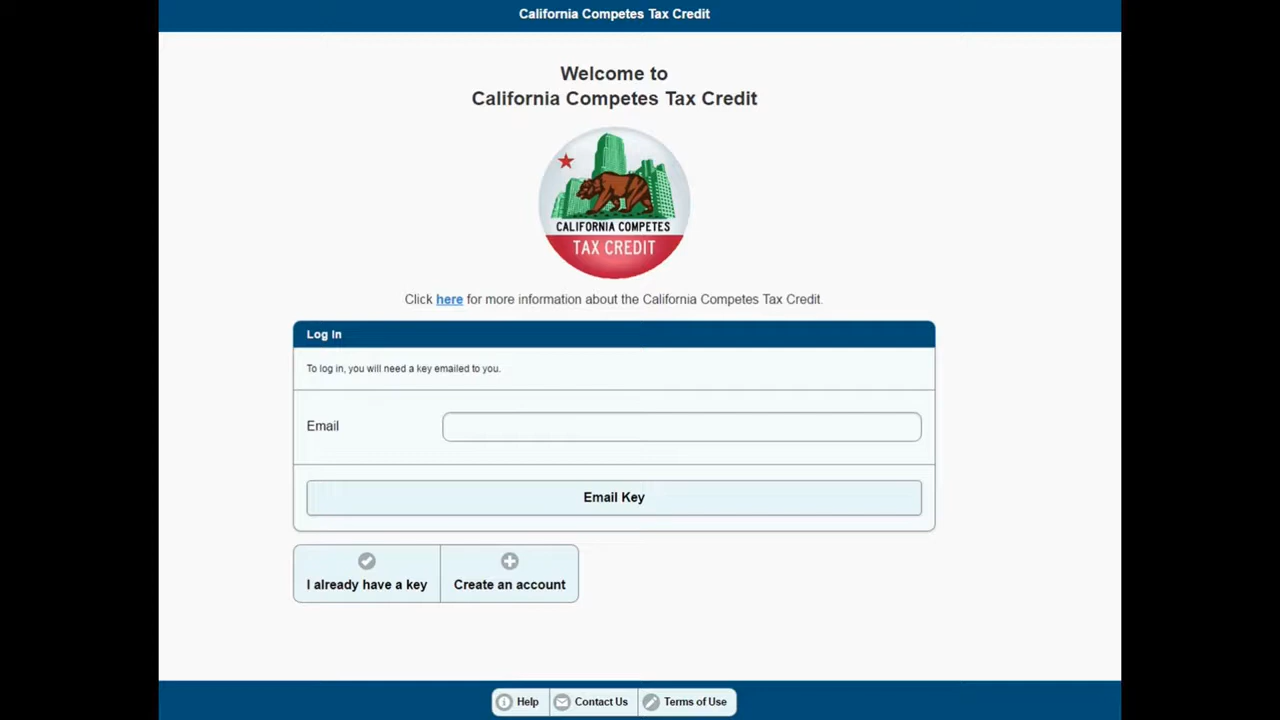 California Competes Tax Credit
Welcome to
California Competes Tax Credit
CALIFORNIA COMPETES
TAX CREDIT
Click here for more information about the California Competes Tax Credit.
Log In
To log in, you will need a key emailed to you.
Email
Email Key
I already have a key
Create an account
Help
Contact Us
Terms of Use